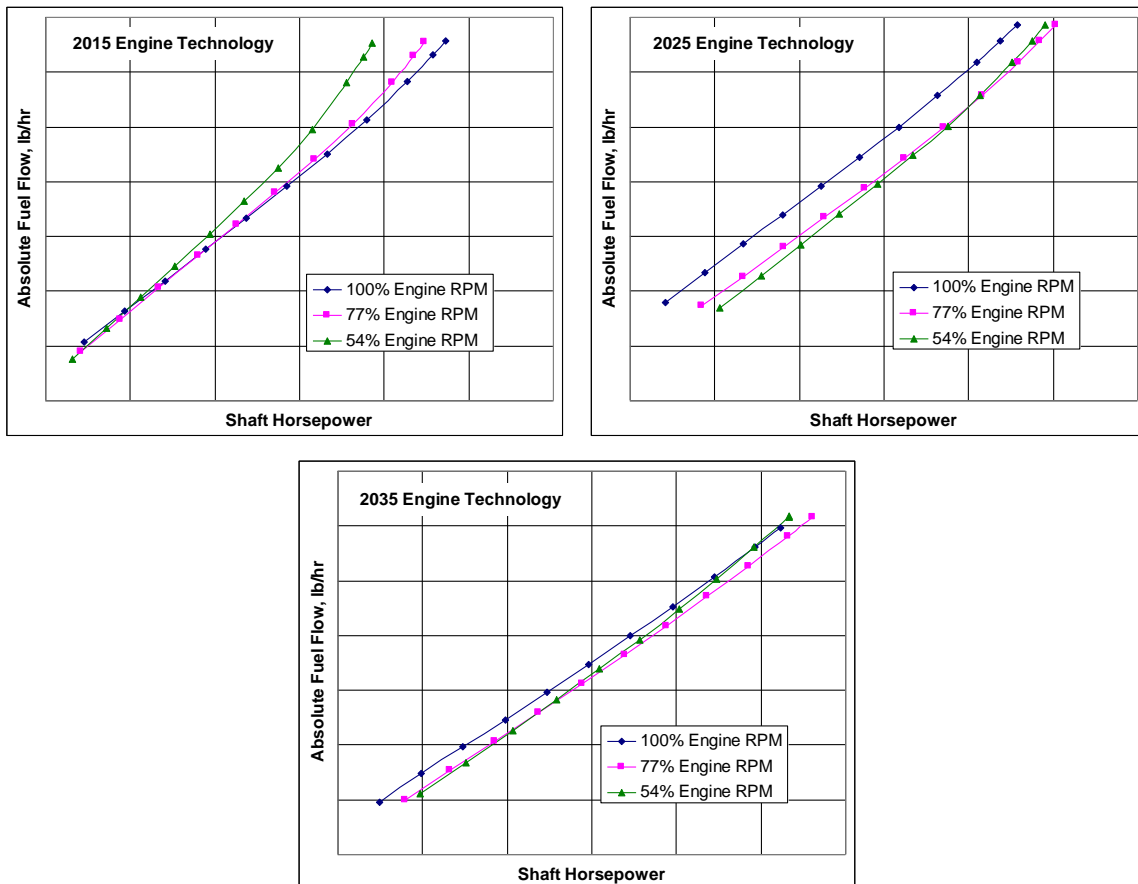 2015 Engine Technology
Absolute Fuel Flow, lb/hr
100% Engine RPM
77% Engine RPM
54% Engine RPM
Shaft Horsepower
2025 Engine Technology
Absolute Fuel Flow, lb/hr
100% Engine RPM
77% Engine RPM
54% Engine RPM
Shaft Horsepower
2035 Engine Technology
Absolute Fuel Flow, lb/hr
100% Engine RPM
77% Engine RPM
54% Engine RPM
Shaft Horsepower